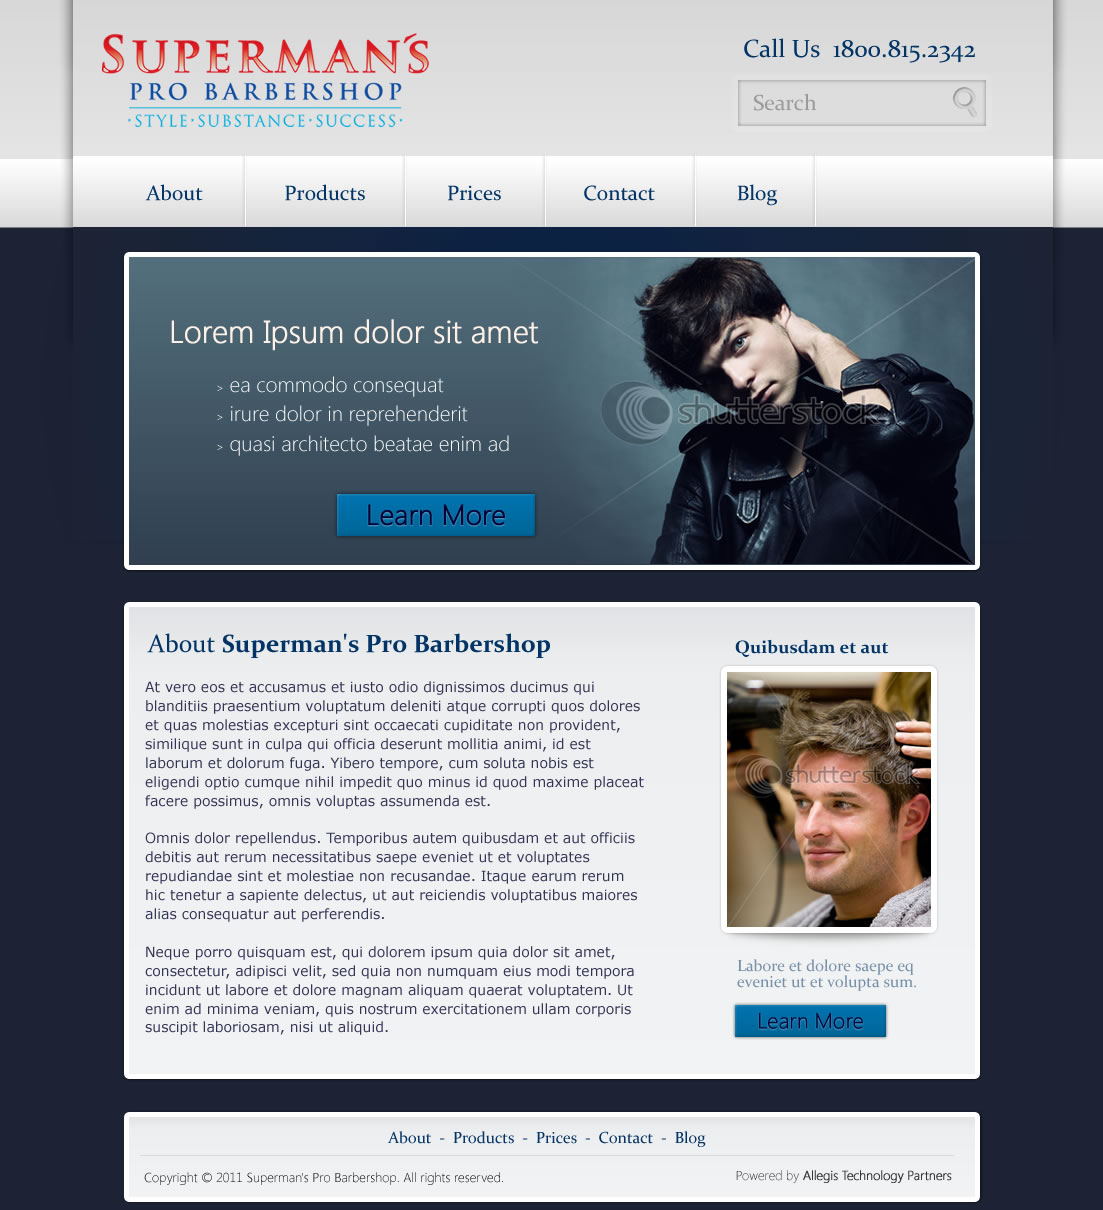 SUPERMAN'S
PRO BARBERSHOP
·STYLE·SUBSTANCE·SUCCESS·
Call Us 1800.815.2342
Search
About
Products
Prices
Contact
Blog
Lorem Ipsum dolor sit amet
> ea commodo consequat
> irure dolor in reprehenderit
> quasi architecto beatae enim ad
Learn More
shutterstock
About Superman's Pro Barbershop
At vero eos et accusamus et iusto odio dignissimos ducimus qui
blanditiis praesentium voluptatum deleniti atque corrupti quos dolores
et quas molestias excepturi sint occaecati cupiditate non provident,
similique sunt in culpa qui officia deserunt mollitia animi, id est
laborum et dolorum fuga. Yibero tempore, cum soluta nobis est
eligendi optio cumque nihil impedit quo minus id quod maxime placeat
facere possimus, omnis voluptas assumenda est.
Omnis dolor repellendus. Temporibus autem quibusdam et aut officiis
debitis aut rerum necessitatibus saepe eveniet ut et voluptates
repudiandae sint et molestiae non recusandae. Itaque earum rerum
hic tenetur a sapiente delectus, ut aut reiciendis voluptatibus maiores
alias consequatur aut perferendis.
Neque porro quisquam est, qui dolorem ipsum quia dolor sit amet,
consectetur, adipisci velit, sed quia non numquam eius modi tempora
incidunt ut labore et dolore magnam aliquam quaerat voluptatem. Ut
enim ad minima veniam, quis nostrum exercitationem ullam corporis
suscipit laboriosam, nisi ut aliquid.
Quibusdam et aut
shutterstock
Labore et dolore saepe eq
eveniet ut et volupta sum.
Learn More
About - Products - Prices - Contact - Blog
Copyright © 2011 Superman's Pro Barbershop. All rights reserved.
Powered by Allegis Technology Partners